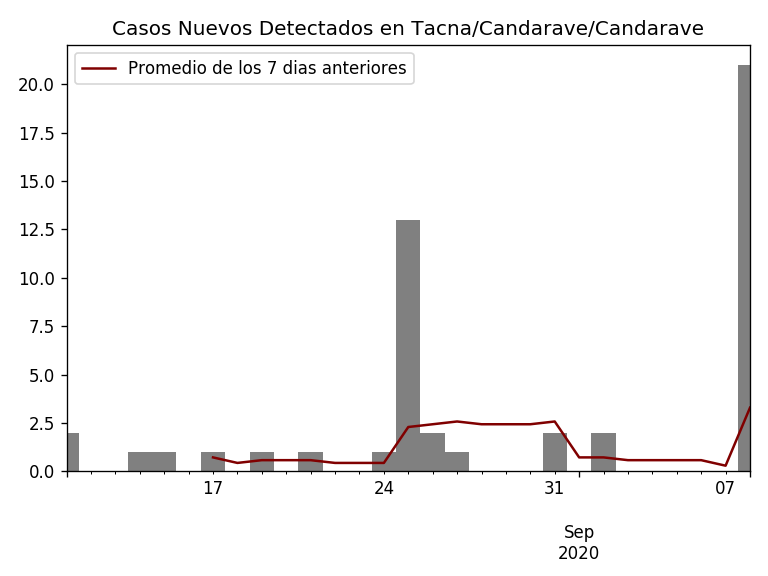 Casos Nuevos Detectados en Tacna/Candarave/Candarave
Promedio de los 7 dias anteriores
20.0
17.5
15.0
12.5
10.0
7.5
5.0
2.5
0.0
17 24 31 07
Sep
2020